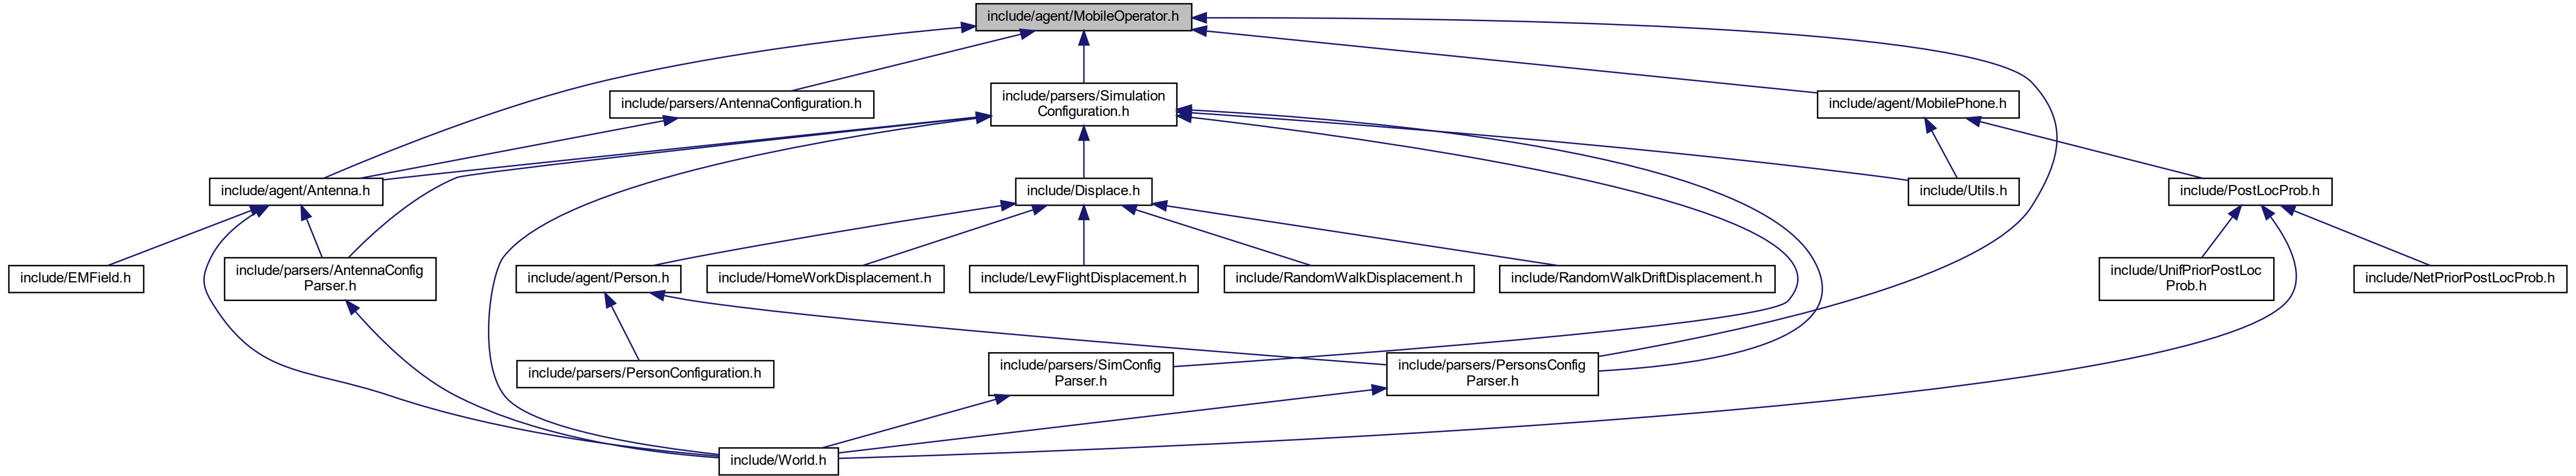 include/agent/MobileOperator.h
include/parsers/AntennaConfiguration.h
include/parsers/Simulation
Configuration.h
include/agent/MobilePhone.h
include/agent/Antenna.h
include/Displace.h
include/Utils.h
include/PostLocProb.h
include/EMField.h
include/parsers/AntennaConfig
Parser.h
include/agent/Person.h
include/HomeWorkDisplacement.h
include/LevyFlightDisplacement.h
include/RandomWalkDisplacement.h
include/RandomWalkDriftDisplacement.h
include/UnifPriorPostLoc
Prob.h
include/NetPriorPostLocProb.h
include/parsers/PersonConfiguration.h
include/parsers/SimConfig
Parser.h
include/parsers/PersonsConfig
Parser.h
include/World.h